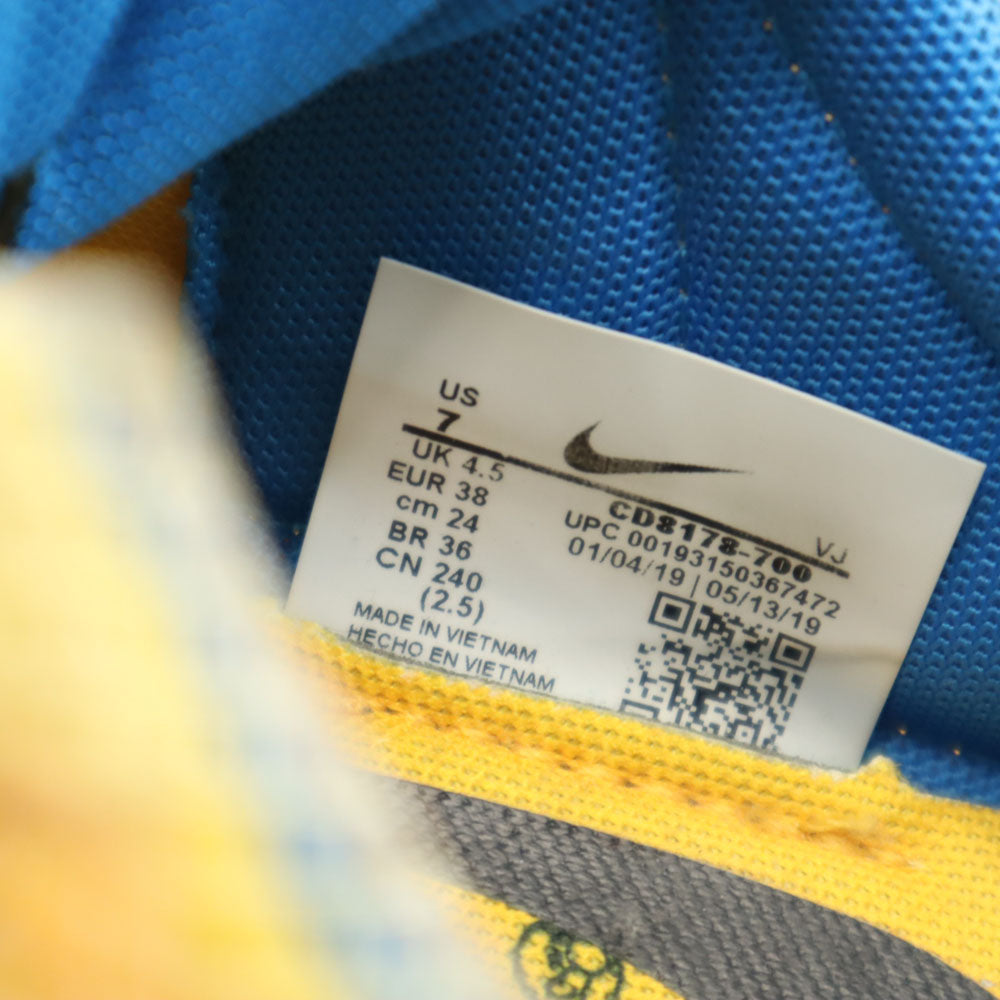 US
7
UK 4.5
EUR 38
cm 24
BR 36
CN 240
(2.5)
MADE IN VIETNAM
HECHO EN VIETNAM
VJ
CD8178-700
UPC 00193150367472
01/04/19 | 05/13/19